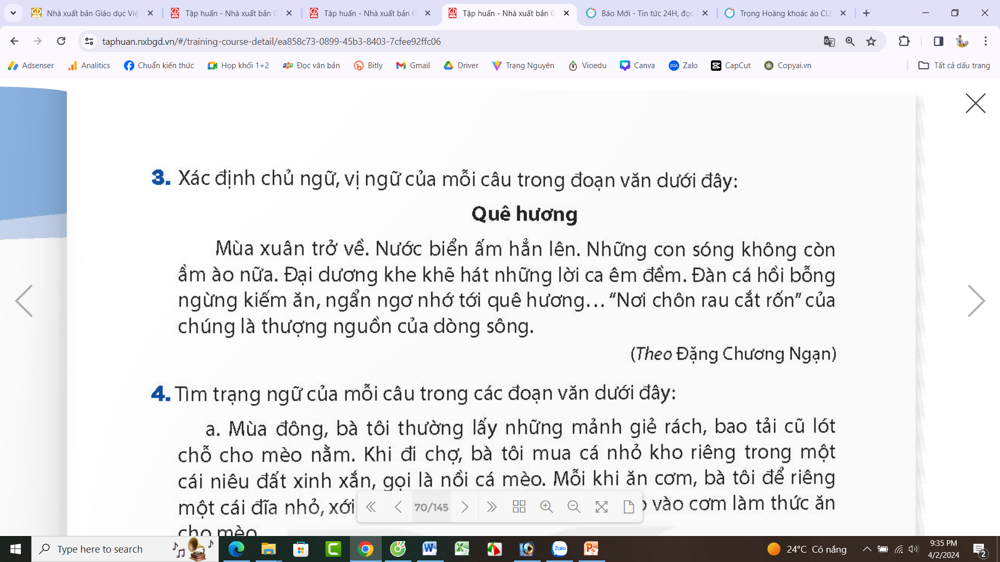 Nhà xuất bản Giáo dục Việ
Tập huấn - Nhà xuất bản G
Tập huấn - Nhà xuất bản G
Tập huấn - Nhà xuất bản G
Báo Mới - Tin tức 24H, đọc
Trọng Hoàng khoác áo CLB
taphuan.nxbgd.vn/#/training-course-detail/ea858c73-0899-45b3-8403-7cfee92ffc06
Adsenser Analitics Chuẩn kiến thức Họp khối 1+2 Đọc văn bản Bitly Gmail Driver Trạng Nguyên Vioedu Canva Zalo CapCut Copyai.vn Tất cả dấu trang
3. Xác định chủ ngữ, vị ngữ của mỗi câu trong đoạn văn dưới đây:
Quê hương
Mùa xuân trở về. Nước biển ấm hẳn lên. Những con sóng không còn
ầm ào nữa. Đại dương khe khẽ hát những lời ca êm đềm. Đàn cá hồi bỗng
ngừng kiếm ăn, ngẩn ngơ nhớ tới quê hương... “Nơi chôn rau cắt rốn” của
chúng là thượng nguồn của dòng sông.
(Theo Đặng Chương Ngạn)
4. Tìm trạng ngữ của mỗi câu trong các đoạn văn dưới đây:
a. Mùa đông, bà tôi thường lấy những mảnh giẻ rách, bao tải cũ lót
chỗ cho mèo nằm. Khi đi chợ, bà tôi mua cá nhỏ kho riêng trong một
cái niêu đất xinh xắn, gọi là nồi cá mèo. Mỗi khi ăn cơm, bà tôi để riêng
một cái đĩa nhỏ, xới vào cơm làm thức ăn
cho mèo.
70/145
Type here to search
24°C Có nắng
9:35 PM
4/2/2024
2